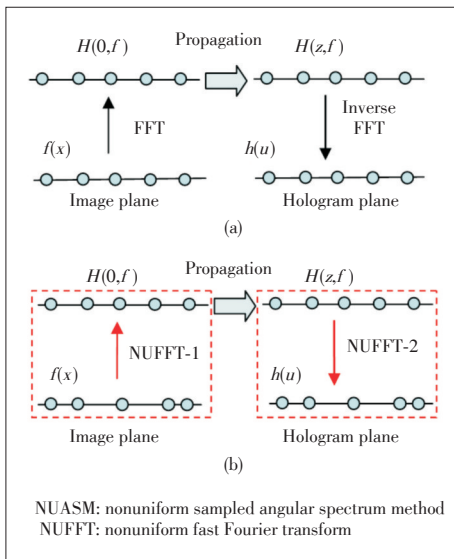 H(0,f) Propagation H(z,f)
FFT Inverse FFT
f(x) h(u)
Image plane Hologram plane
(a)
H(0,f) Propagation H(z,f)
NUFFT-1 NUFFT-2
f(x) h(u)
Image plane Hologram plane
(b)
NUASM: nonuniform sampled angular spectrum method
NUFFT: nonuniform fast Fourier transform